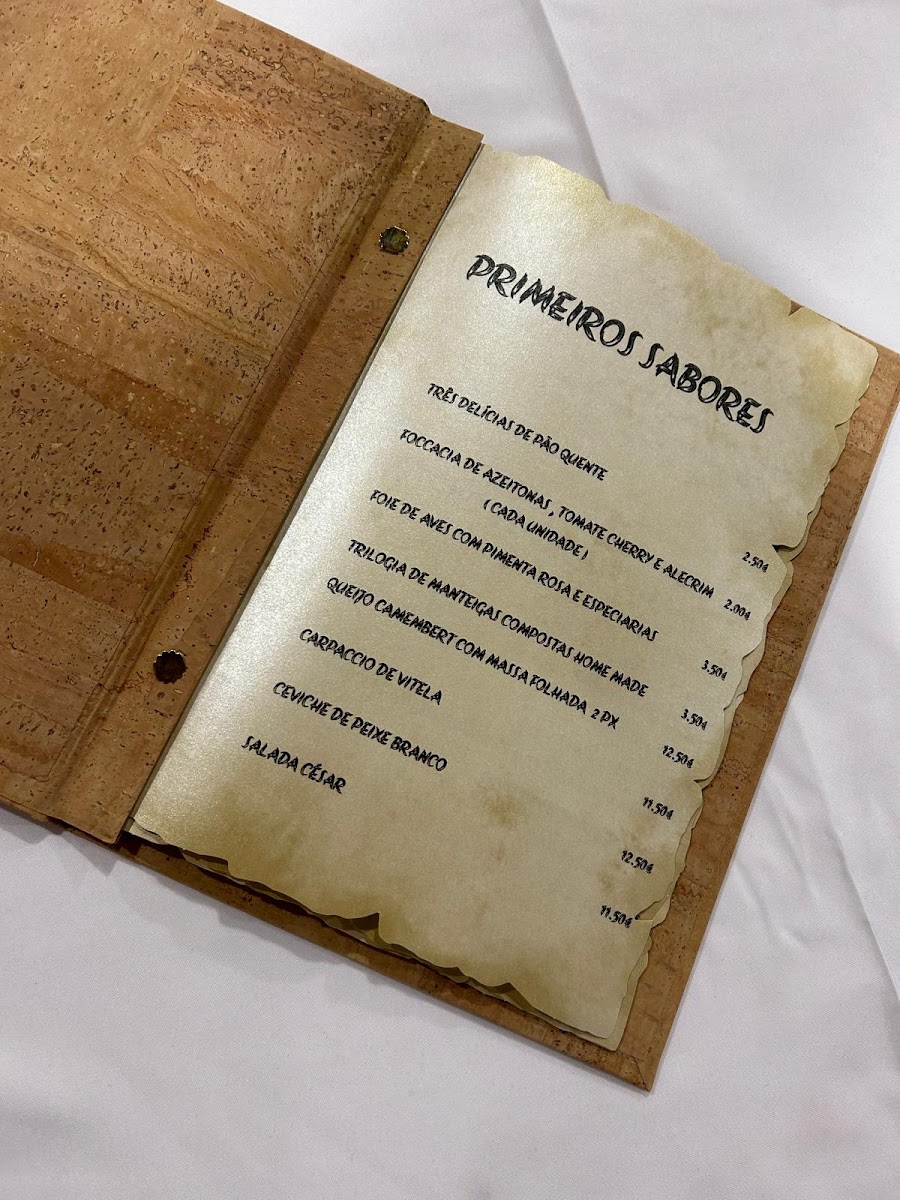 PRIMEIROS SABORES
TRÊS DELÍCIAS DE PÃO QUENTE 2.50€
FOCCACIA DE AZEITONAS , TOMATE CHERRY E ALECRIM 2.00€
( CADA UNIDADE )
FOIE DE AVES COM PIMENTA ROSA E ESPECIARIAS 3.50€
TRILOGIA DE MANTEIGAS COMPOSTAS HOME MADE 3.50€
QUEIJO CAMEMBERT COM MASSA FOLHADA 2 PX 12.50€
CARPACCIO DE VITELA 11.50€
CEVICHE DE PEIXE BRANCO 12.50€
SALADA CÉSAR 11.50€